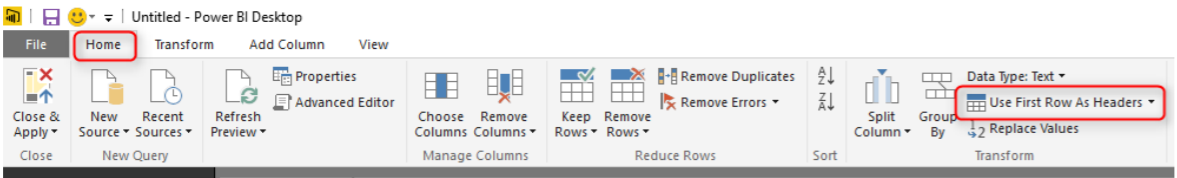 Untitled - Power BI Desktop
File Home Transform Add Column View
Properties
Advanced Editor
Close & Apply
New Source
Recent Sources
Refresh Preview
Choose Columns
Remove Columns
Keep Rows
Remove Rows
Remove Duplicates
Remove Errors
Split Column
Group By
Data Type: Text
Use First Row As Headers
Replace Values
Close New Query Manage Columns Reduce Rows Sort Transform